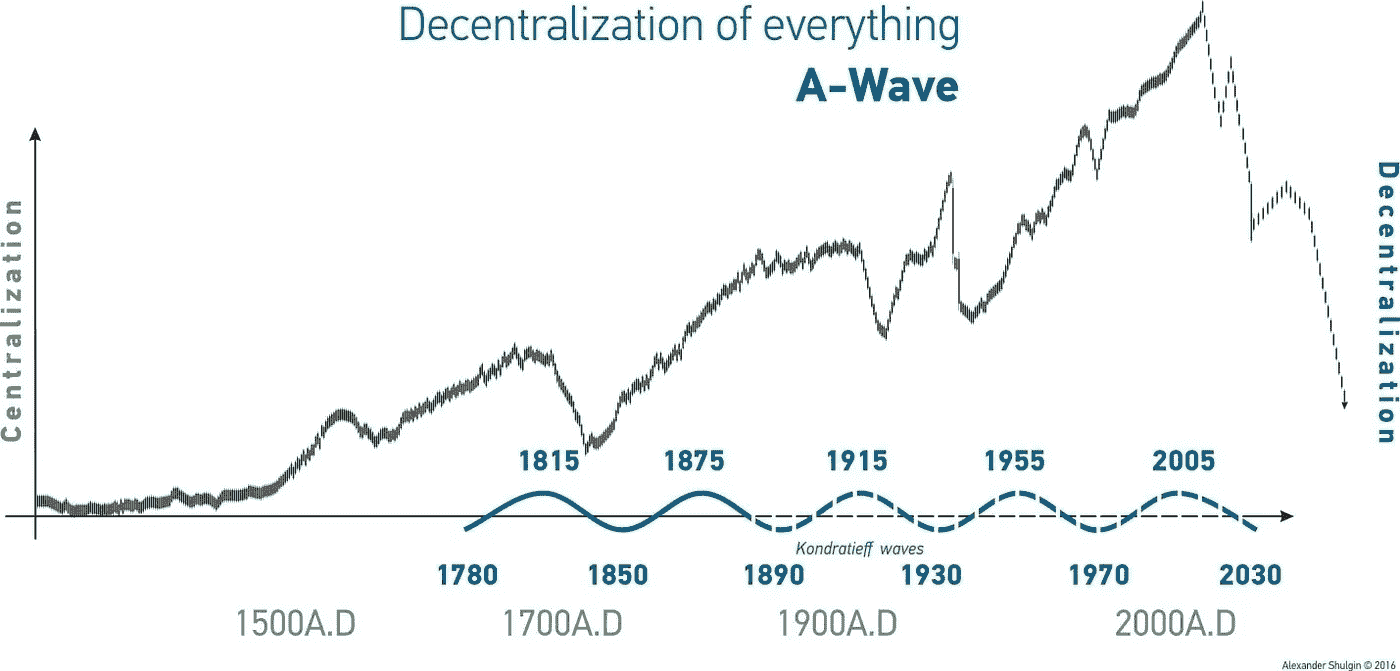 Decentralization of everything
A-Wave
Centralization
Decentralization
1815 1875 1915 1955 2005
Kondratieff waves
1780 1850 1890 1930 1970 2030
1500A.D 1700A.D 1900A.D 2000A.D
Alexander Shulgin © 2016